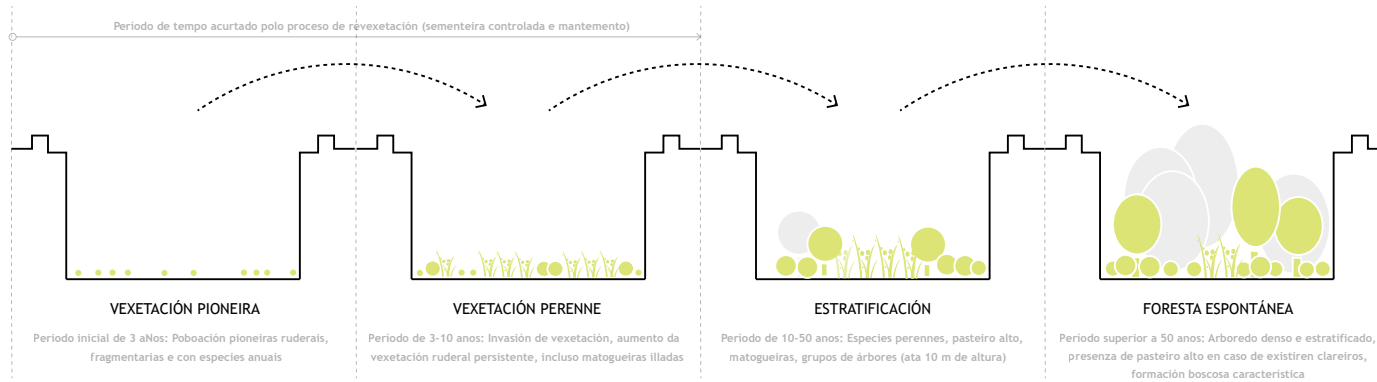 Período de tempo acurtado polo proceso de revexetación (sementeira controlada e mantemento)
VEXETACIÓN PIONEIRA
Período inicial de 3 aNos: Poboación pioneiras ruderais,
fragmentarias e con especies anuais
VEXETACIÓN PERENNE
Período de 3-10 anos: Invasión de vexetación, aumento da
vexetación ruderal persistente, incluso matogueiras illadas
ESTRATIFICACIÓN
Período de 10-50 anos: Especies perennes, pasteiro alto,
matogueiras, grupos de árbores (ata 10 m de altura)
FORESTA ESPONTÁNEA
Período superior a 50 anos: Arboredo denso e estratificado,
presenza de pasteiro alto en caso de existiren clareiros,
formación boscosa característica